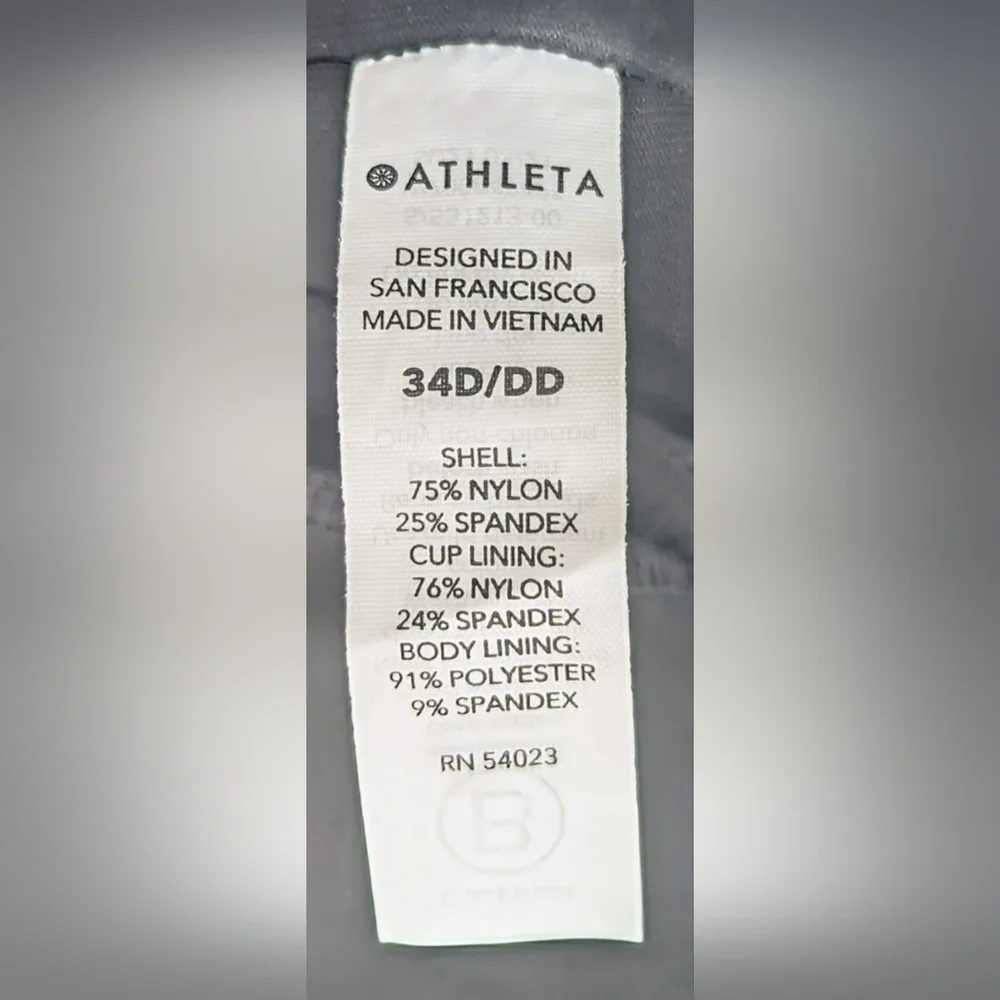 ATHLETA
DESIGNED IN
SAN FRANCISCO
MADE IN VIETNAM
34D/DD
SHELL:
75% NYLON
25% SPANDEX
CUP LINING:
76% NYLON
24% SPANDEX
BODY LINING:
91% POLYESTER
9% SPANDEX
RN 54023
B